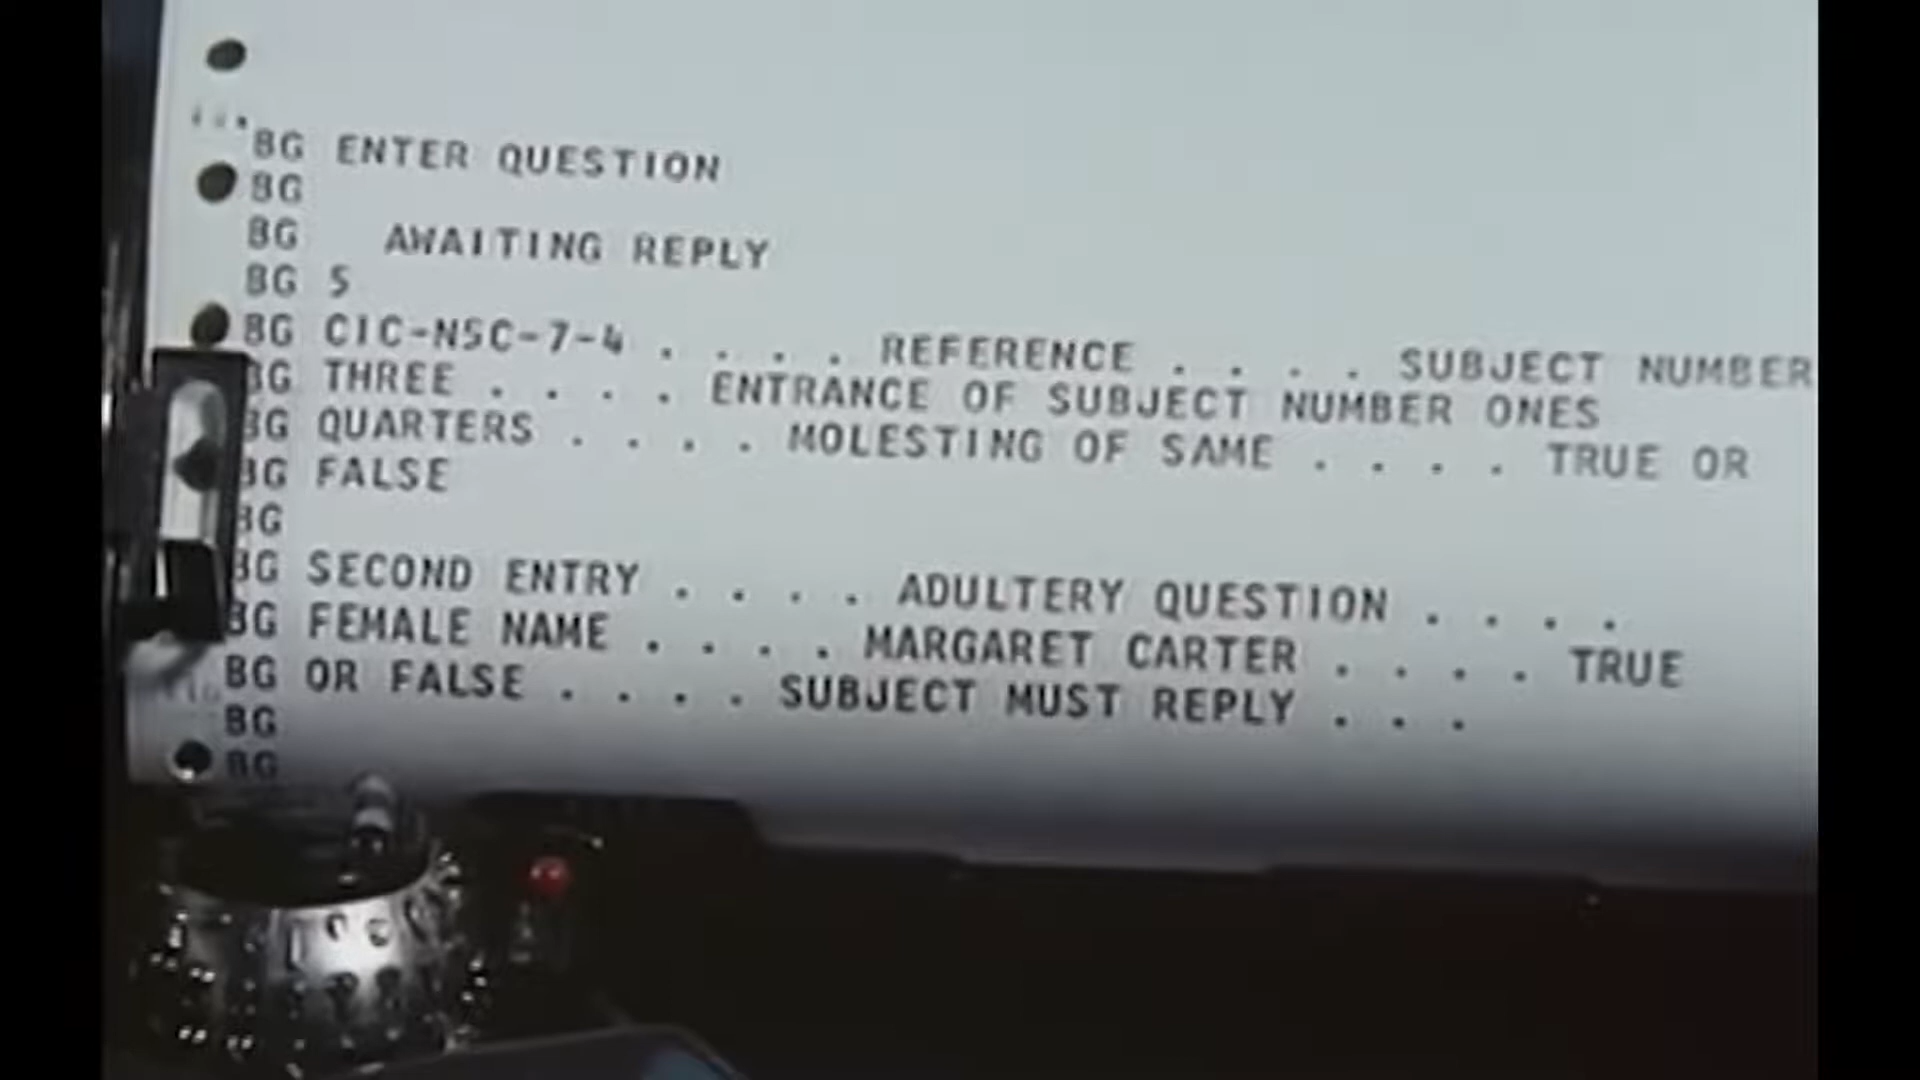 BG ENTER QUESTION
BG
BG AWAITING REPLY
BG 5
BG CIC-NSC-7-4 . . . . REFERENCE . . . . SUBJECT NUMBER
BG THREE . . . . ENTRANCE OF SUBJECT NUMBER ONES
BG QUARTERS . . . . MOLESTING OF SAME . . . . TRUE OR
BG FALSE
BG
BG SECOND ENTRY . . . . ADULTERY QUESTION . . . .
BG FEMALE NAME . . . . MARGARET CARTER . . . . TRUE
BG OR FALSE . . . . SUBJECT MUST REPLY . . .
BG
BG